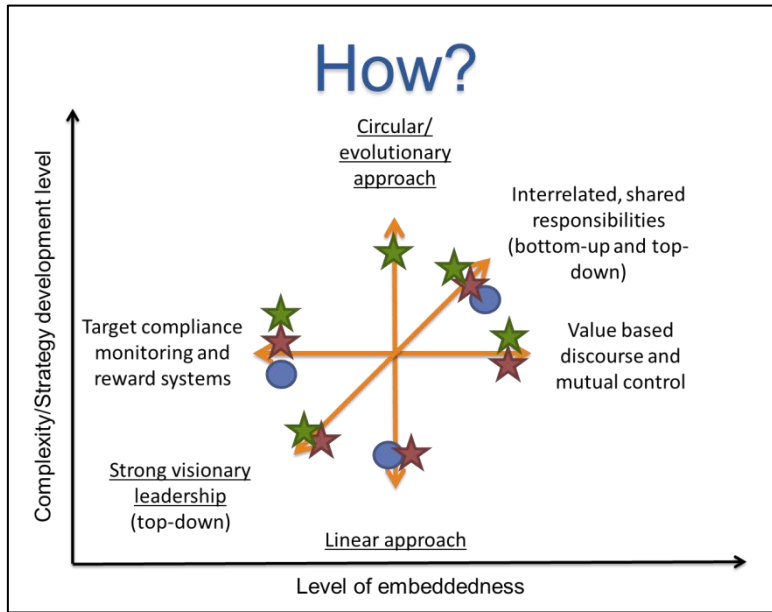 How?
Circular/
evolutionary
approach
Interrelated, shared
responsibilities
(bottom-up and top-
down)
Target compliance
monitoring and
reward systems
Value based
discourse and
mutual control
Strong visionary
leadership
(top-down)
Linear approach
Complexity/Strategy development level
Level of embeddedness